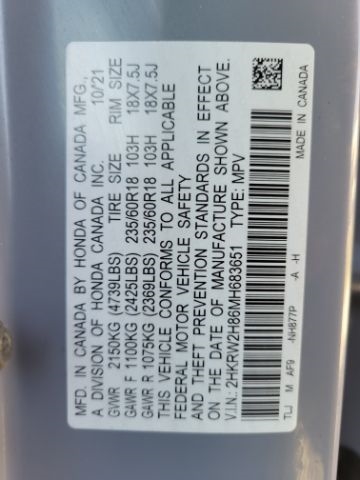 MFD. IN CANADA BY HONDA OF CANADA MFG.,
A DIVISION OF HONDA CANADA INC. 10/21
GVWR 2150KG (4739LBS) TIRE SIZE RIM SIZE
GAWR F 1100KG (2425LBS) 235/60R18 103H 18X7.5J
GAWR R 1075KG (2369LBS) 235/60R18 103H 18X7.5J
THIS VEHICLE CONFORMS TO ALL APPLICABLE
FEDERAL MOTOR VEHICLE SAFETY
AND THEFT PREVENTION STANDARDS IN EFFECT
ON THE DATE OF MANUFACTURE SHOWN ABOVE.
V.I.N.: 2HKRW2H86MH683651 TYPE: MPV
TLJ M AF9 -NH877P -A -H MADE IN CANADA